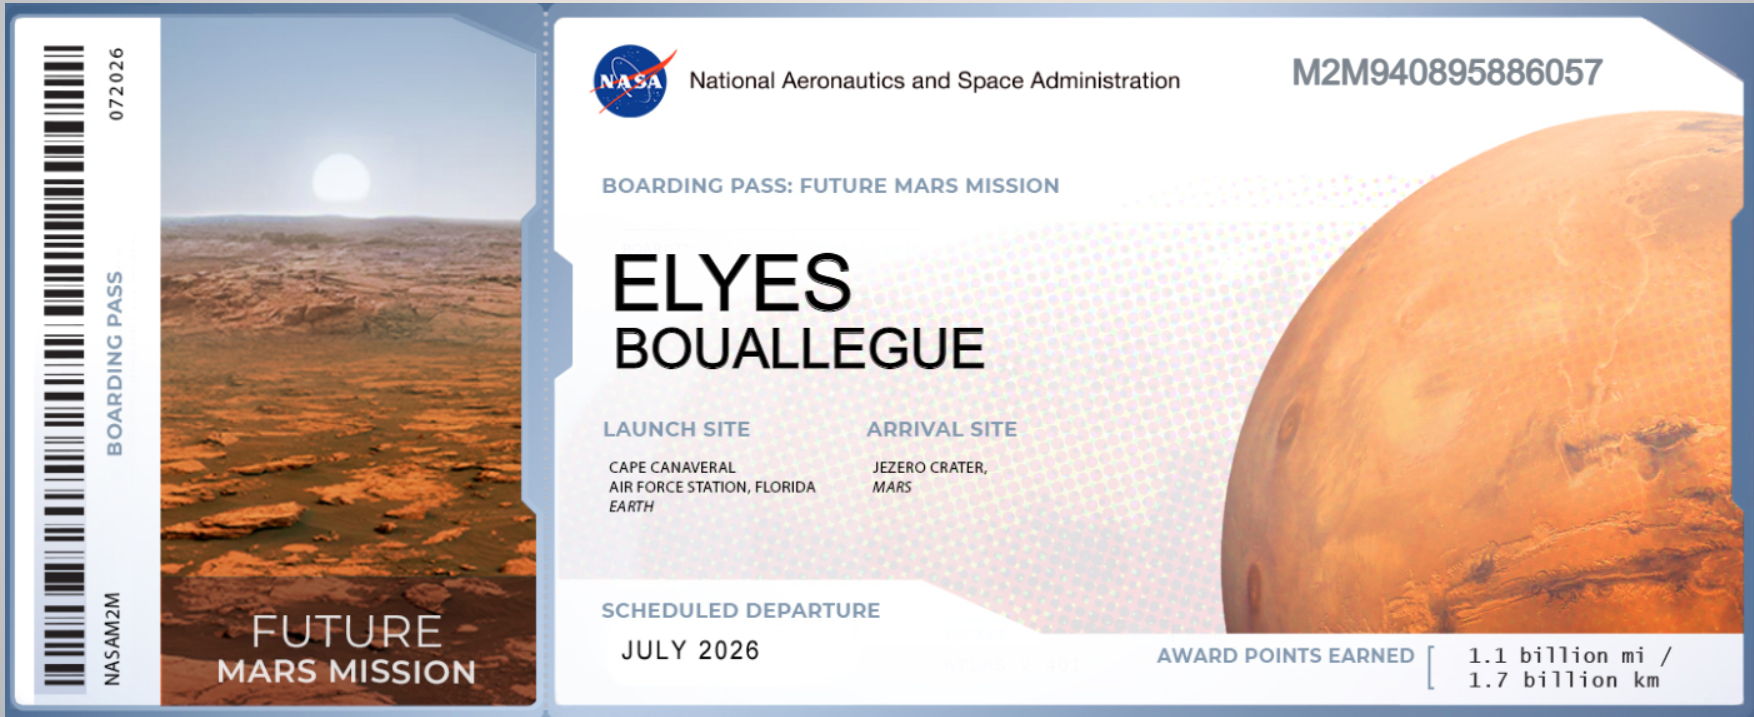 072026
BOARDING PASS
NASAM2M
FUTURE
MARS MISSION
NASA
National Aeronautics and Space Administration
M2M940895886057
BOARDING PASS: FUTURE MARS MISSION
ELYES
BOUALLEGUE
LAUNCH SITE
CAPE CANAVERAL
AIR FORCE STATION, FLORIDA
EARTH
ARRIVAL SITE
JEZERO CRATER,
MARS
SCHEDULED DEPARTURE
JULY 2026
AWARD POINTS EARNED
1.1 billion mi /
1.7 billion km